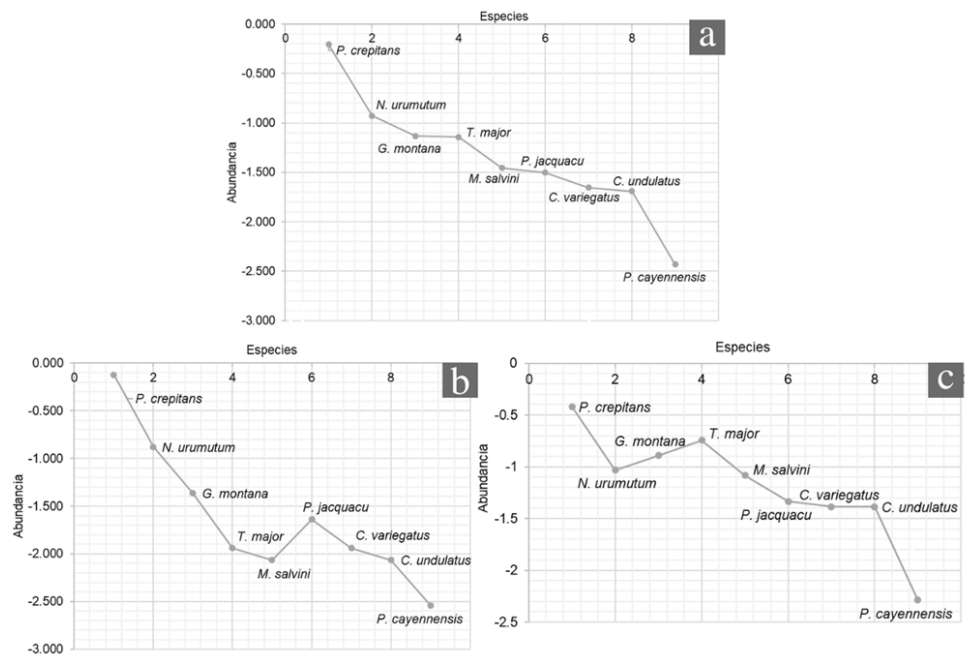 Especies
0.000
0 2 4 6 8
a
P. crepitans
-0.500
N. urumutum
-1.000
T. major
G. montana
Abundancia
-1.500
P. jacquacu
M. salvini
C. undulatus
C. variegatus
-2.000
-2.500
P. cayennensis
-3.000
Especies
0.000
0 2 4 6 8
b
P. crepitans
-0.500
N. urumutum
-1.000
G. montana
Abundancia
-1.500
P. jacquacu
T. major
C. variegatus
-2.000
M. salvini
C. undulatus
-2.500
P. cayennensis
-3.000
Especies
0
0 2 4 6 8
c
P. crepitans
-0.5
G. montana
T. major
-1
N. urumutum
M. salvini
Abundancia
C. variegatus
-1.5
P. jacquacu
C. undulatus
-2
P. cayennensis
-2.5